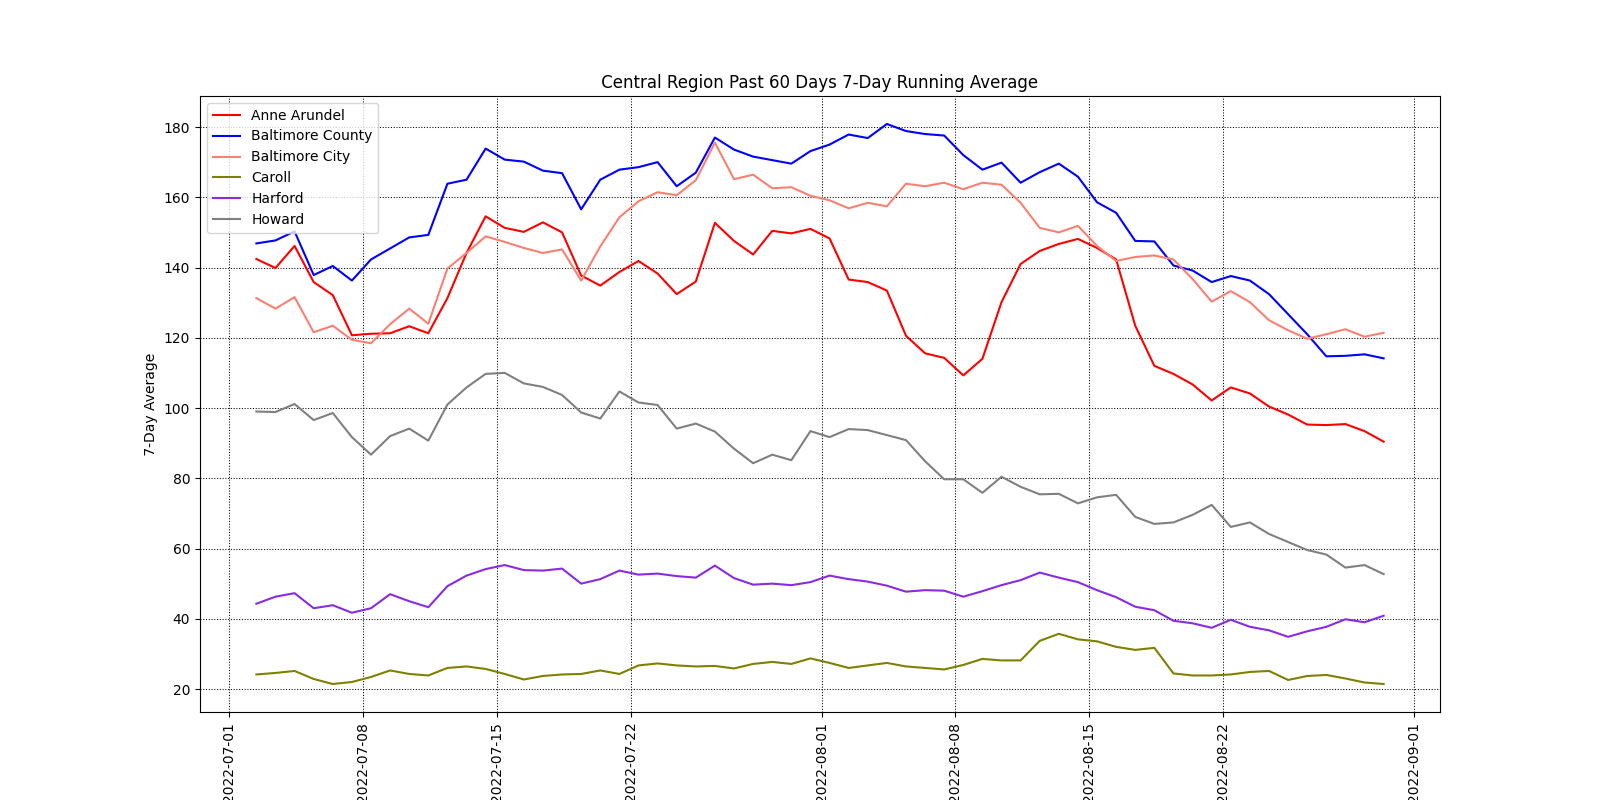 Central Region Past 60 Days 7-Day Running Average
Anne Arundel
Baltimore County
Baltimore City
Caroll
Harford
Howard
7-Day Average
180
160
140
120
100
80
60
40
20
2022-07-01
2022-07-08
2022-07-15
2022-07-22
2022-08-01
2022-08-08
2022-08-15
2022-08-22
2022-09-01